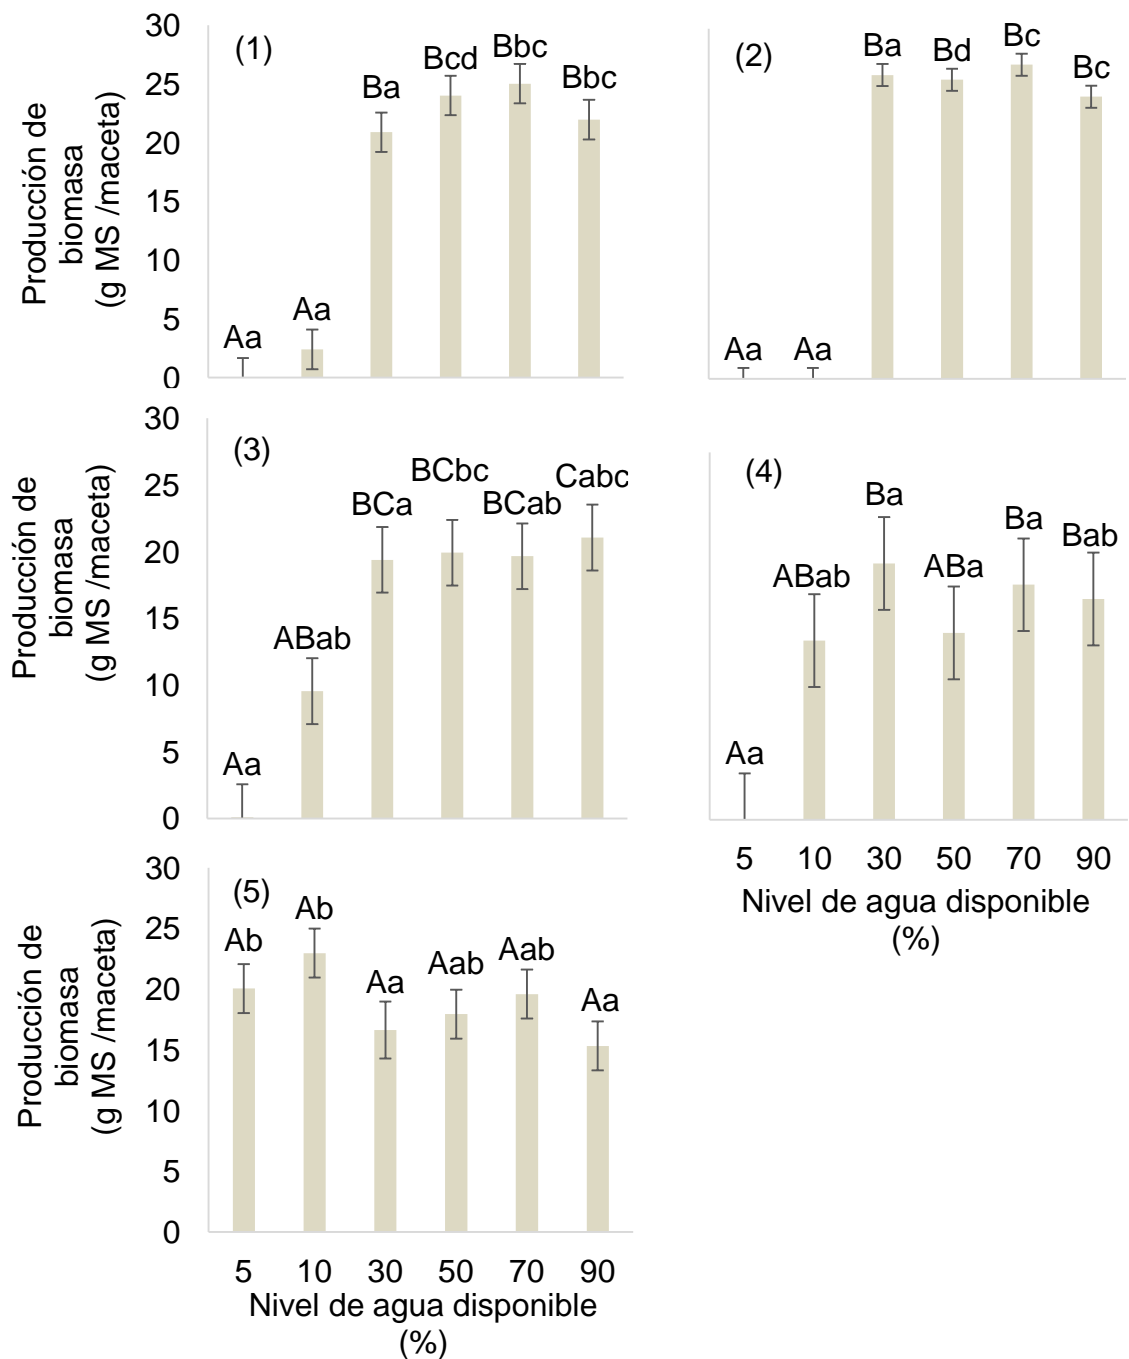 Producción de
biomasa
(g MS /maceta)
30
25
20
15
10
5
0
(1)
Aa
Aa
Ba
Bcd
Bbc
Bbc
(2)
Aa
Aa
Ba
Bd
Bc
Bc
Producción de
biomasa
(g MS /maceta)
30
25
20
15
10
5
0
(3)
Aa
ABab
BCa
BCbc
BCab
Cabc
(4)
Aa
ABab
Ba
ABa
Ba
Bab
5 10 30 50 70 90
Nivel de agua disponible
(%)
Producción de
biomasa
(g MS /maceta)
30
25
20
15
10
5
0
(5)
Ab
Ab
Aa
Aab
Aab
Aa
5 10 30 50 70 90
Nivel de agua disponible
(%)